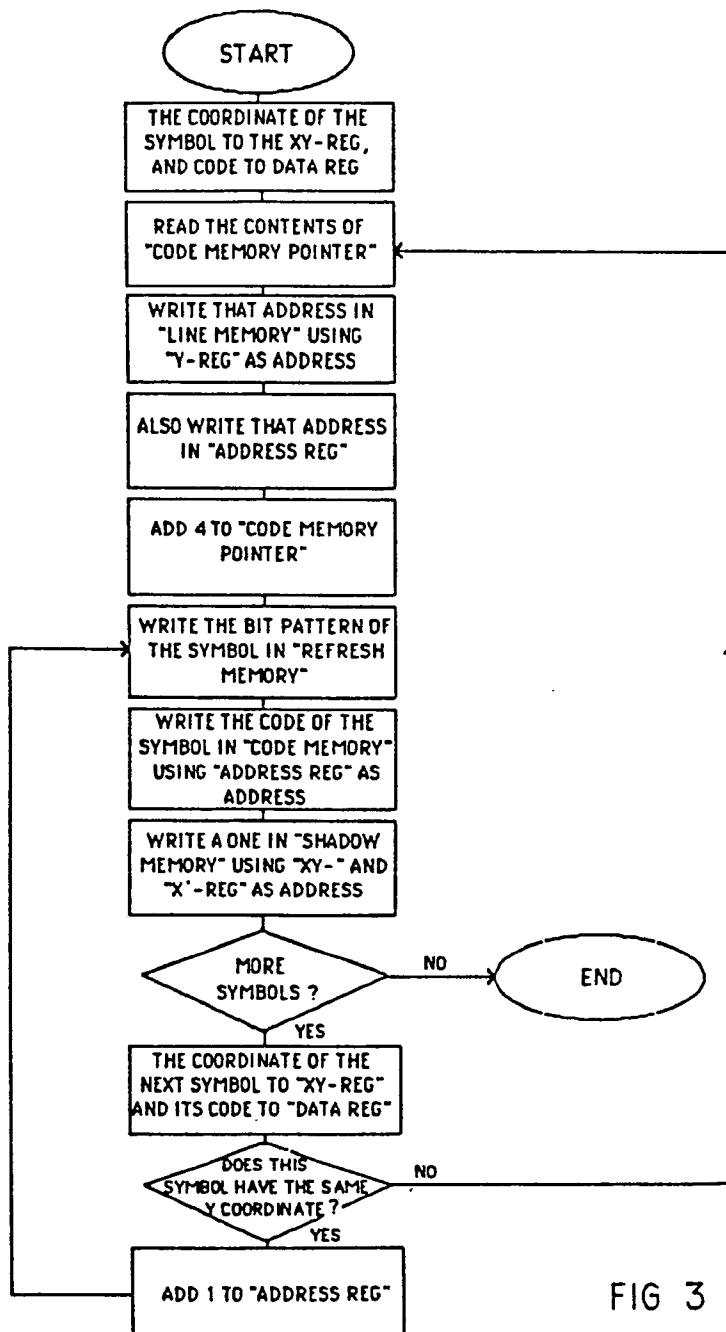 START
THE COORDINATE OF THE
SYMBOL TO THE XY-REG,
AND CODE TO DATA REG
READ THE CONTENTS OF
"CODE MEMORY POINTER"
WRITE THAT ADDRESS IN
"LINE MEMORY" USING
"Y-REG" AS ADDRESS
ALSO WRITE THAT ADDRESS
IN "ADDRESS REG"
ADD 4 TO "CODE MEMORY
POINTER"
WRITE THE BIT PATTERN OF
THE SYMBOL IN "REFRESH
MEMORY"
WRITE THE CODE OF THE
SYMBOL IN "CODE MEMORY"
USING "ADDRESS REG" AS
ADDRESS
WRITE A ONE IN "SHADOW
MEMORY" USING "XY-" AND
"X'-REG" AS ADDRESS
MORE
SYMBOLS ?
NO
END
YES
THE COORDINATE OF THE
NEXT SYMBOL TO "XY-REG"
AND ITS CODE TO "DATA REG"
DOES THIS
SYMBOL HAVE THE SAME
Y COORDINATE ?
NO
YES
ADD 1 TO "ADDRESS REG"
FIG 3